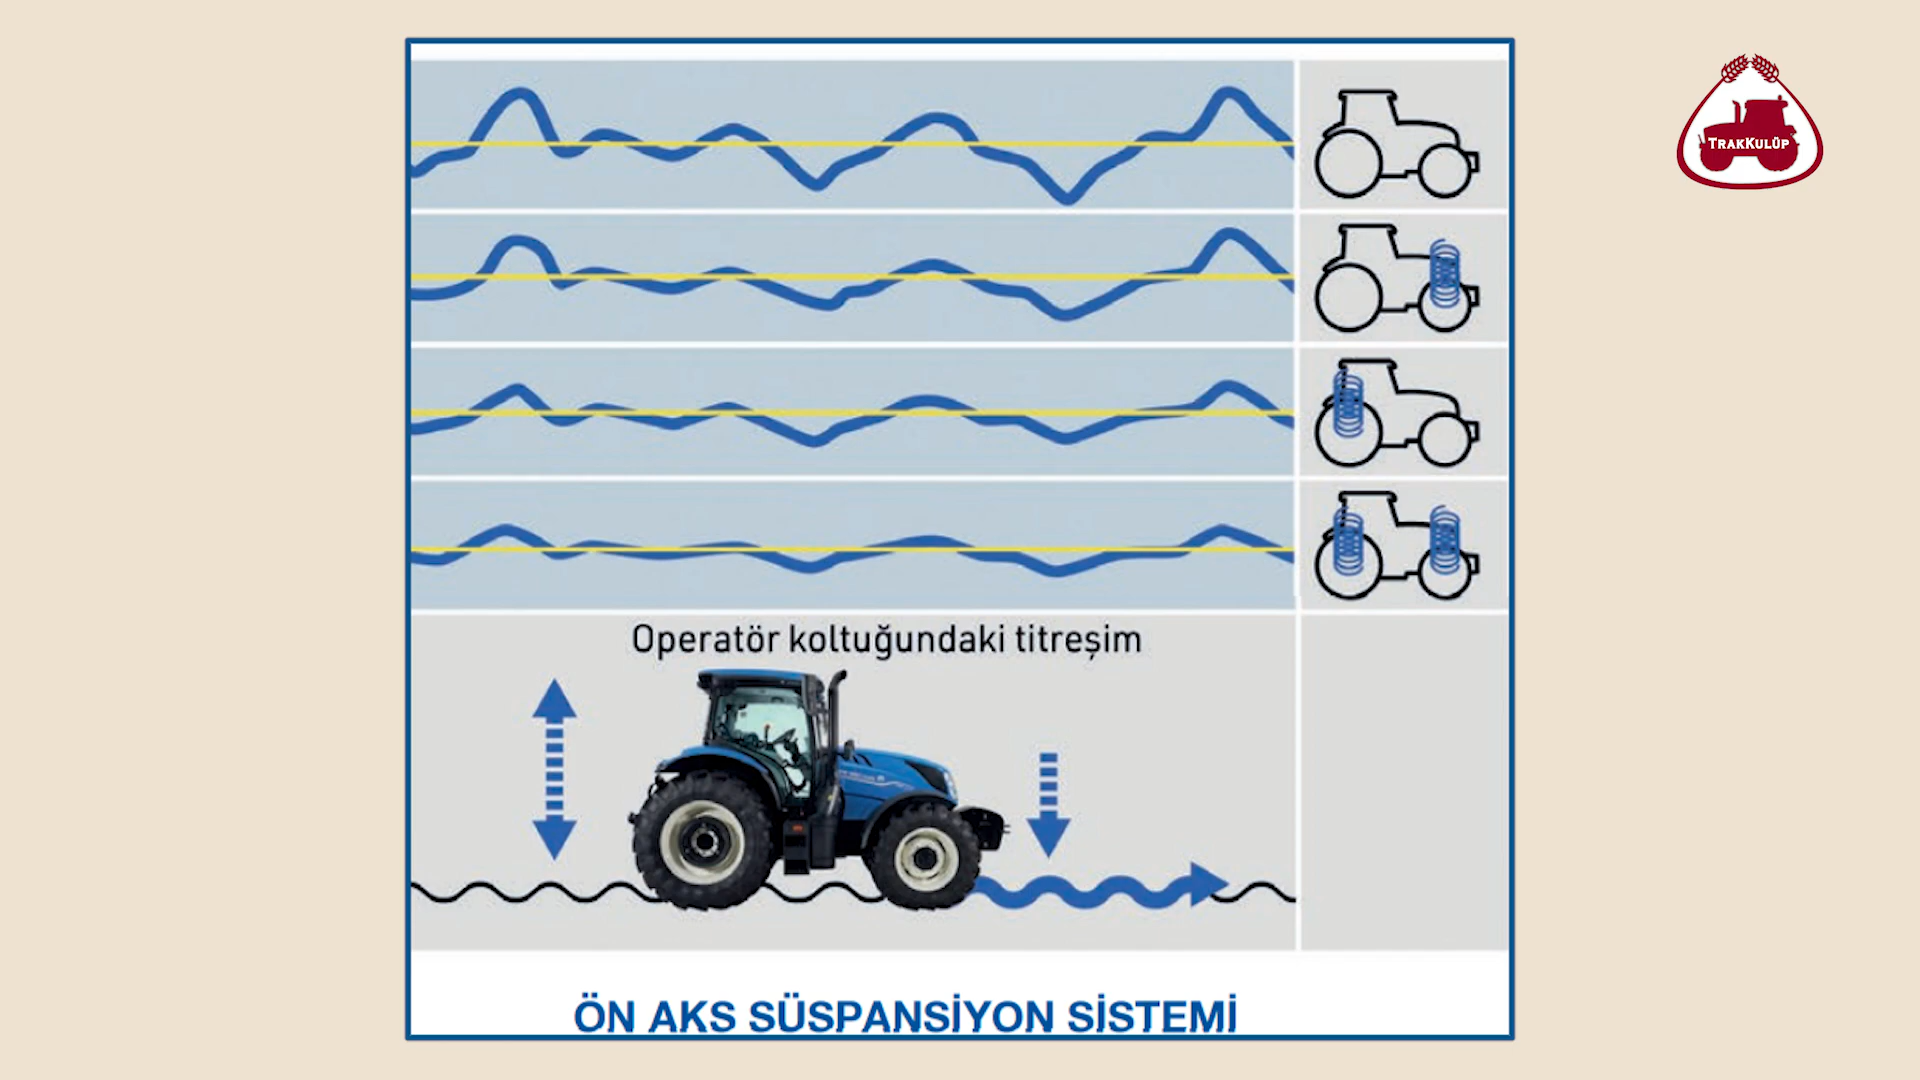 TRAKKULÜP
Operatör koltuğundaki titreşim
ÖN AKS SÜSPANSİYON SİSTEMİ